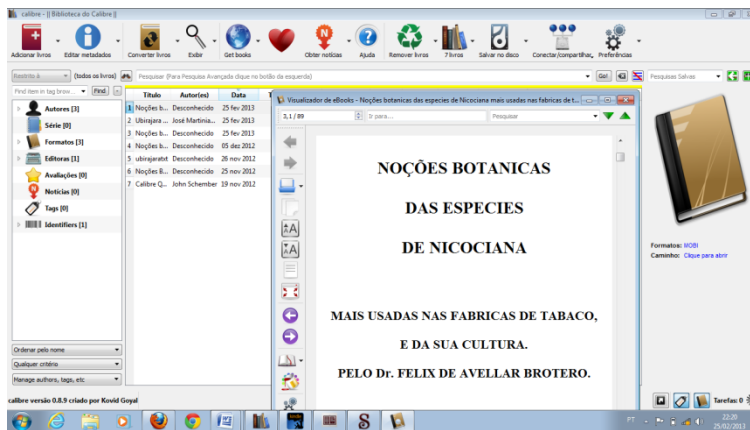 calibre - || Biblioteca do Calibre ||
Adicionar livros Editar metadados Converter livros Exibir Get books Obter notícias Ajuda Remover livros 7 livros Salvar no disco Conectar/compartilhar Preferências
Restrito à (todos os livros) Pesquisar (Para Pesquisa Avançada clique no botão da esquerda) Go! Pesquisas Salvas
Find item in tag brow... Find
Autores [3]
Série [0]
Formatos [3]
Editoras [1]
Avaliações [0]
Notícias [0]
Tags [0]
Identifiers [1]
Ordenar pelo nome
Qualquer critério
Manage authors, tags, etc
Título Autor(es) Data T
1 Noções b... Desconhecido 25 fev 2013
2 Ubirajara ... José Martinia... 25 fev 2013
3 Noções b... Desconhecido 25 fev 2013
4 Noções b... Desconhecido 05 dez 2012
5 ubirajaratxt Desconhecido 26 nov 2012
6 Noções B... Desconhecido 25 nov 2012
7 Calibre Q... John Schember 19 nov 2012
Visualizador de eBooks - Noções botanicas das especies de Nicociana mais usadas nas fabricas de t...
3,1 / 89 Ir para... Pesquisar
NOÇÕES BOTANICAS
DAS ESPECIES
DE NICOCIANA
MAIS USADAS NAS FABRICAS DE TABACO,
E DA SUA CULTURA.
PELO Dr. FELIX DE AVELLAR BROTERO.
Formatos: MOBI
Caminho: Clique para abrir
calibre versão 0.8.9 criado por Kovid Goyal
Tarefas: 0
PT
22:20
25/02/2013